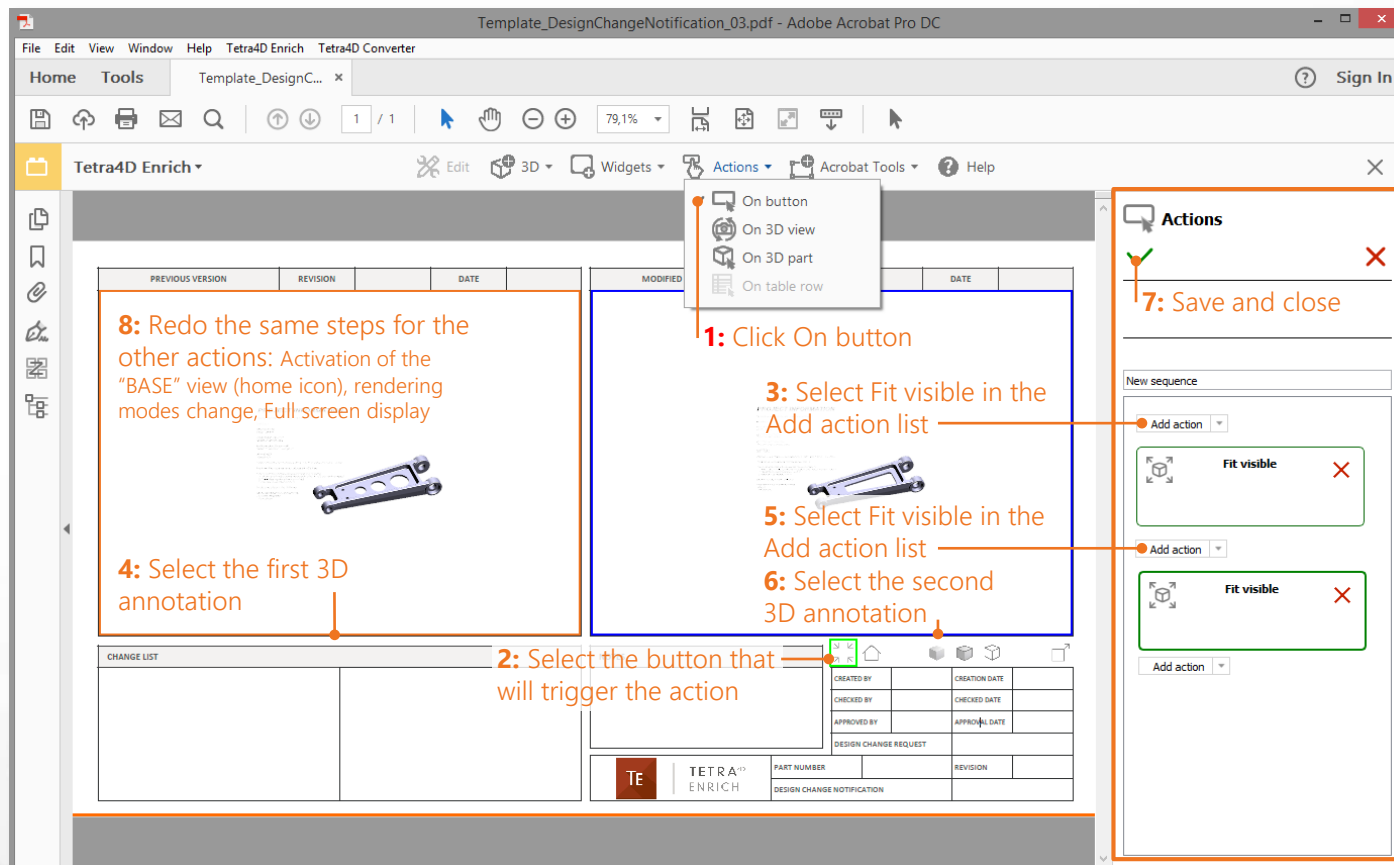 Template_DesignChangeNotification_03.pdf - Adobe Acrobat Pro DC
File Edit View Window Help Tetra4D Enrich Tetra4D Converter
Home Tools Template_DesignC... × ? Sign In
1 / 1 79,1%
Tetra4D Enrich Edit 3D Widgets Actions Acrobat Tools ? Help
On button
On 3D view
On 3D part
On table row
1: Click On button
Actions
7: Save and close
PREVIOUS VERSION REVISION DATE MODIFIED DATE
8: Redo the same steps for the
other actions: Activation of the
“BASE” view (home icon), rendering
modes change, Full screen display
3: Select Fit visible in the
Add action list
New sequence
Add action
Fit visible
5: Select Fit visible in the
Add action list
Add action
4: Select the first 3D
annotation
6: Select the second
3D annotation
Fit visible
Add action
2: Select the button that
will trigger the action
CHANGE LIST
CREATED BY CREATION DATE
CHECKED BY CHECKED DATE
APPROVED BY APPROVAL DATE
DESIGN CHANGE REQUEST
PART NUMBER REVISION
DESIGN CHANGE NOTIFICATION
TE
TETRA4D
ENRICH